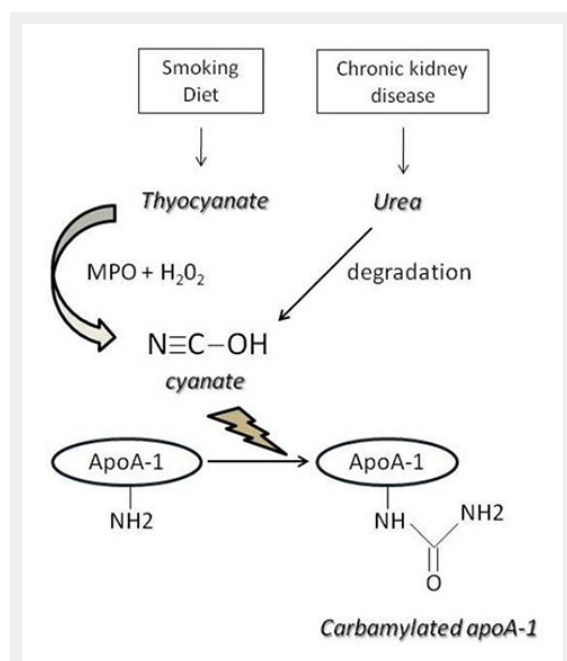 Smoking
Diet
Chronic kidney
disease
Thyocyanate
Urea
MPO + H₂O₂
degradation
N≡C–OH
cyanate
ApoA-1
ApoA-1
NH2
NH
NH2
O
Carbamylated apoA-1